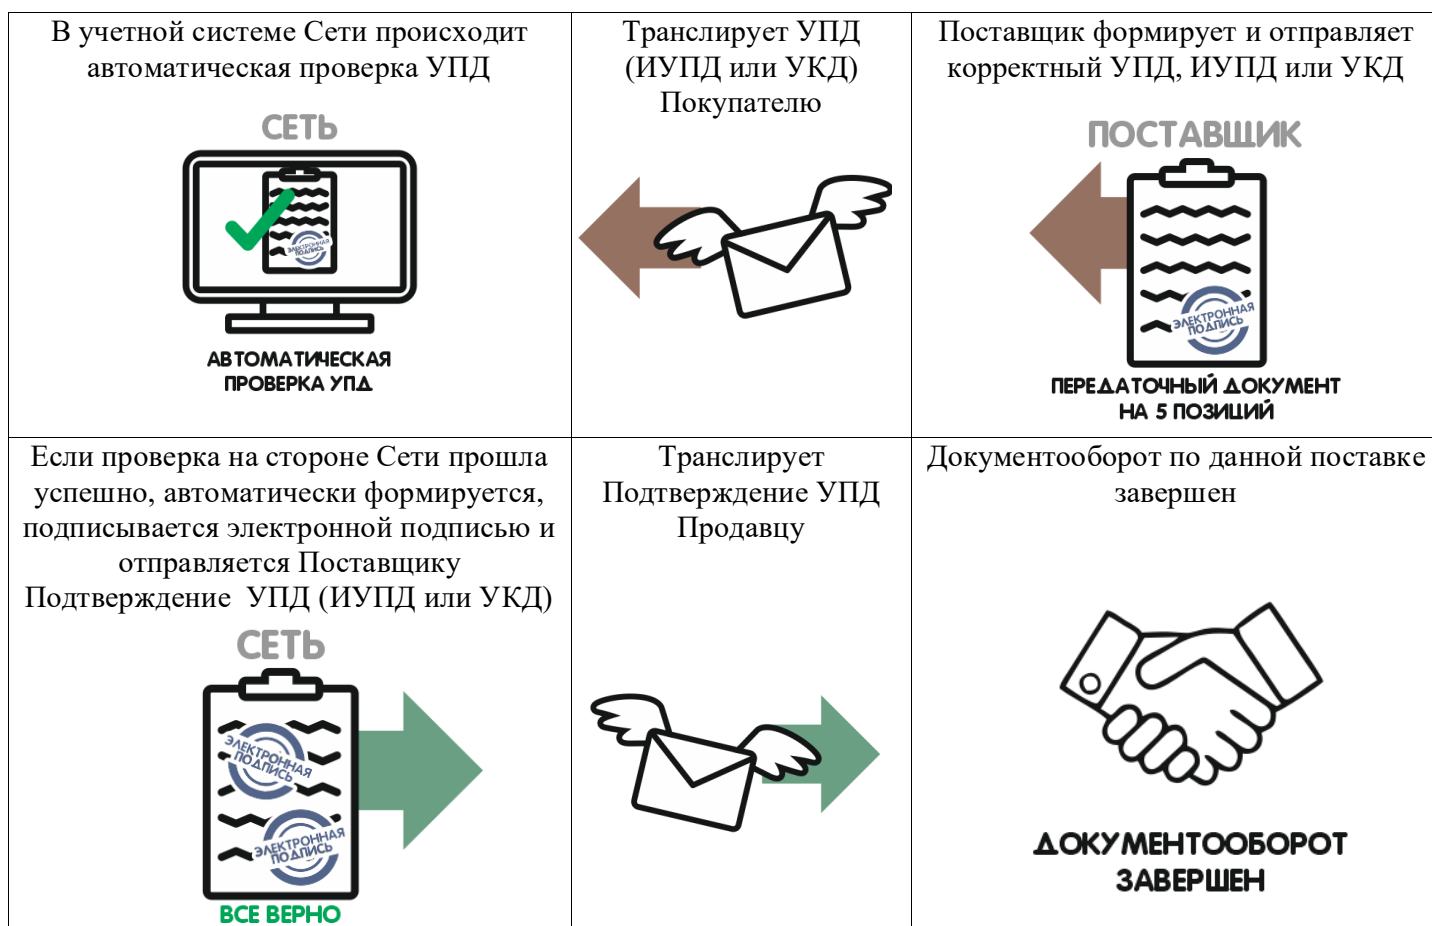 В учетной системе Сети происходит
автоматическая проверка УПД
СЕТЬ
ЭЛЕКТРОННАЯ
ПОДПИСЬ
АВТОМАТИЧЕСКАЯ
ПРОВЕРКА УПД
Транслирует УПД
(ИУПД или УКД)
Покупателю
Поставщик формирует и отправляет
корректный УПД, ИУПД или УКД
ПОСТАВЩИК
ЭЛЕКТРОННАЯ
ПОДПИСЬ
ПЕРЕДАТОЧНЫЙ ДОКУМЕНТ
НА 5 ПОЗИЦИЙ
Если проверка на стороне Сети прошла
успешно, автоматически формируется,
подписывается электронной подписью и
отправляется Поставщику
Подтверждение УПД (ИУПД или УКД)
СЕТЬ
ЭЛЕКТРОННАЯ
ПОДПИСЬ
ЭЛЕКТРОННАЯ
ПОДПИСЬ
ВСЕ ВЕРНО
Транслирует
Подтверждение УПД
Продавцу
Документооборот по данной поставке
завершен
ДОКУМЕНТООБОРОТ
ЗАВЕРШЕН